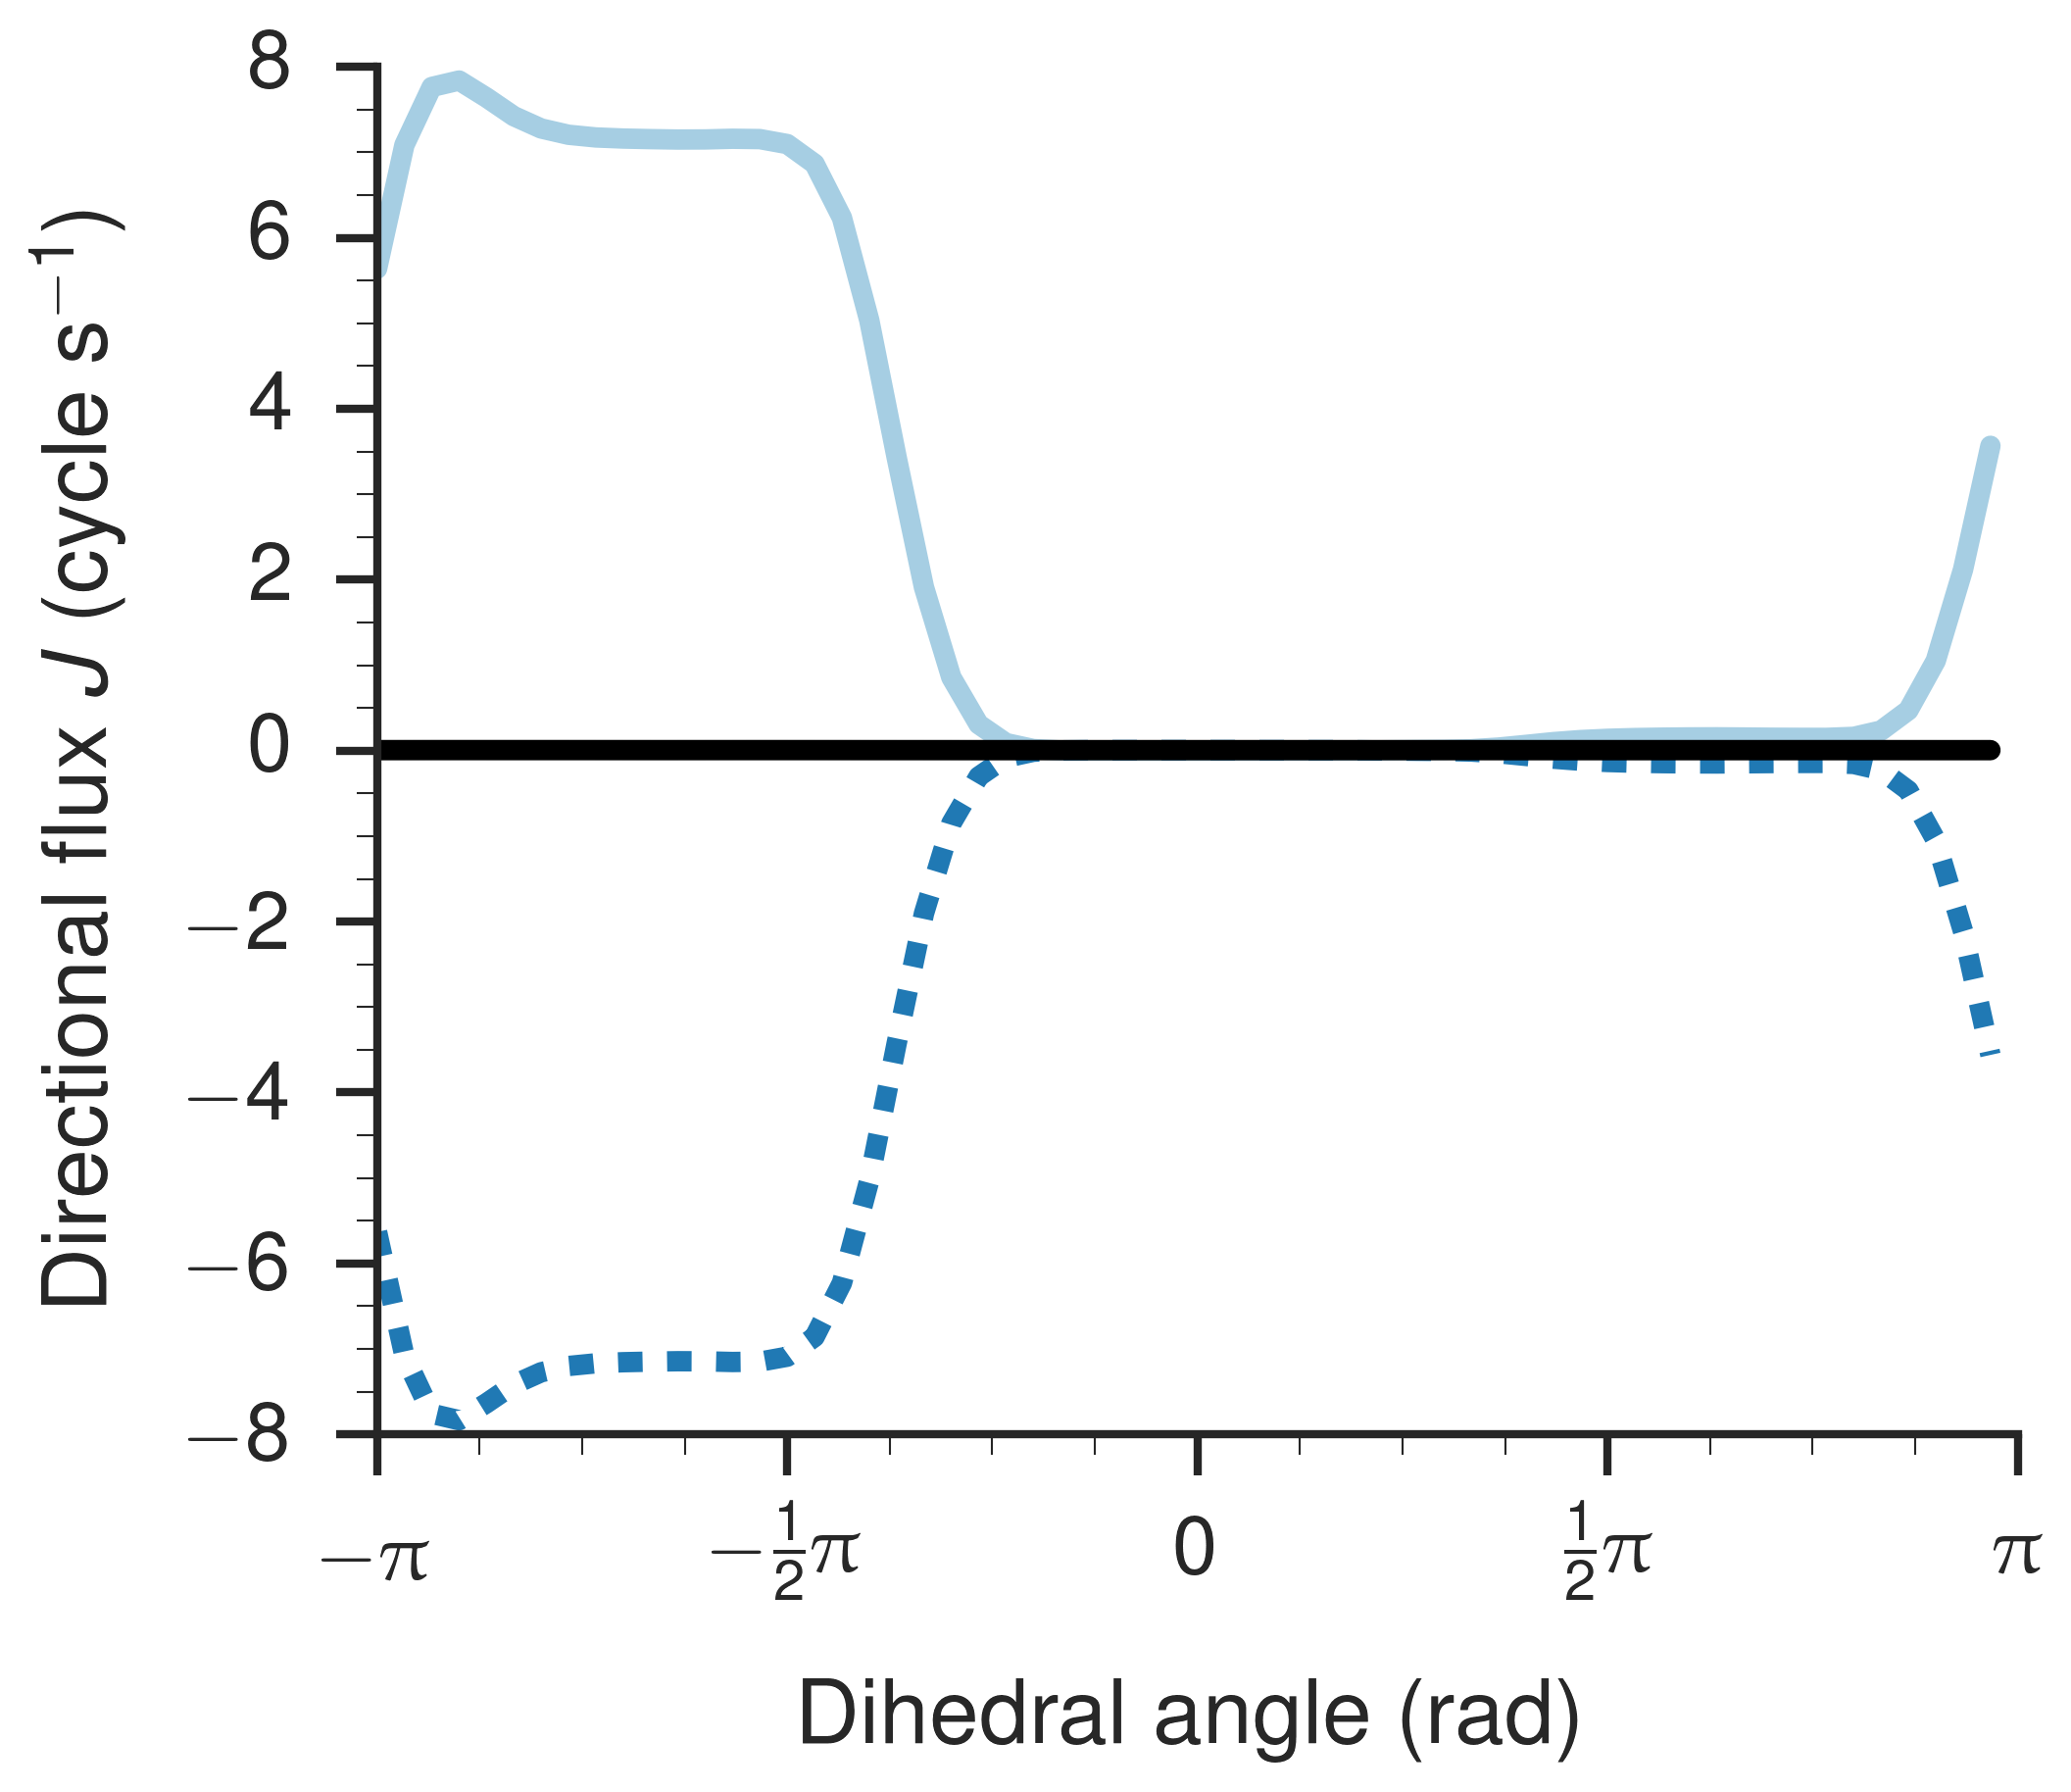 Directional flux J (cycle s⁻¹)
8
6
4
2
0
−2
−4
−6
−8
−π
−½π
0
½π
π
Dihedral angle (rad)